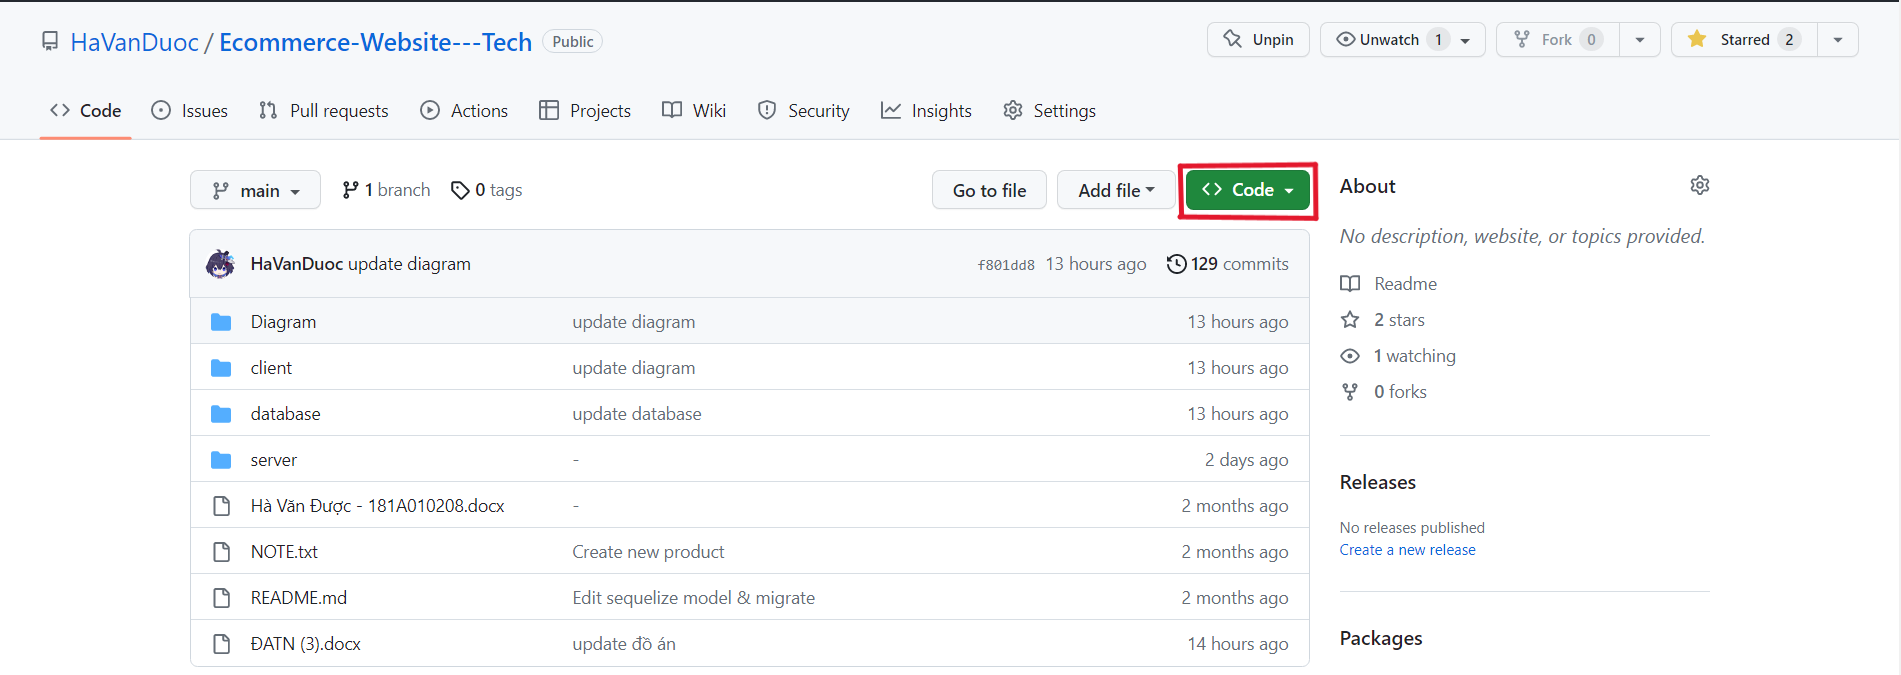 HaVanDuoc / Ecommerce-Website---Tech Public
Unpin Unwatch 1 Fork 0 Starred 2
Code Issues Pull requests Actions Projects Wiki Security Insights Settings
main 1 branch 0 tags Go to file Add file Code
HaVanDuoc update diagram f801dd8 13 hours ago 129 commits
Diagram update diagram 13 hours ago
client update diagram 13 hours ago
database update database 13 hours ago
server - 2 days ago
Hà Văn Được - 181A010208.docx - 2 months ago
NOTE.txt Create new product 2 months ago
README.md Edit sequelize model & migrate 2 months ago
ĐATN (3).docx update đồ án 14 hours ago
About
No description, website, or topics provided.
Readme
2 stars
1 watching
0 forks
Releases
No releases published
Create a new release
Packages